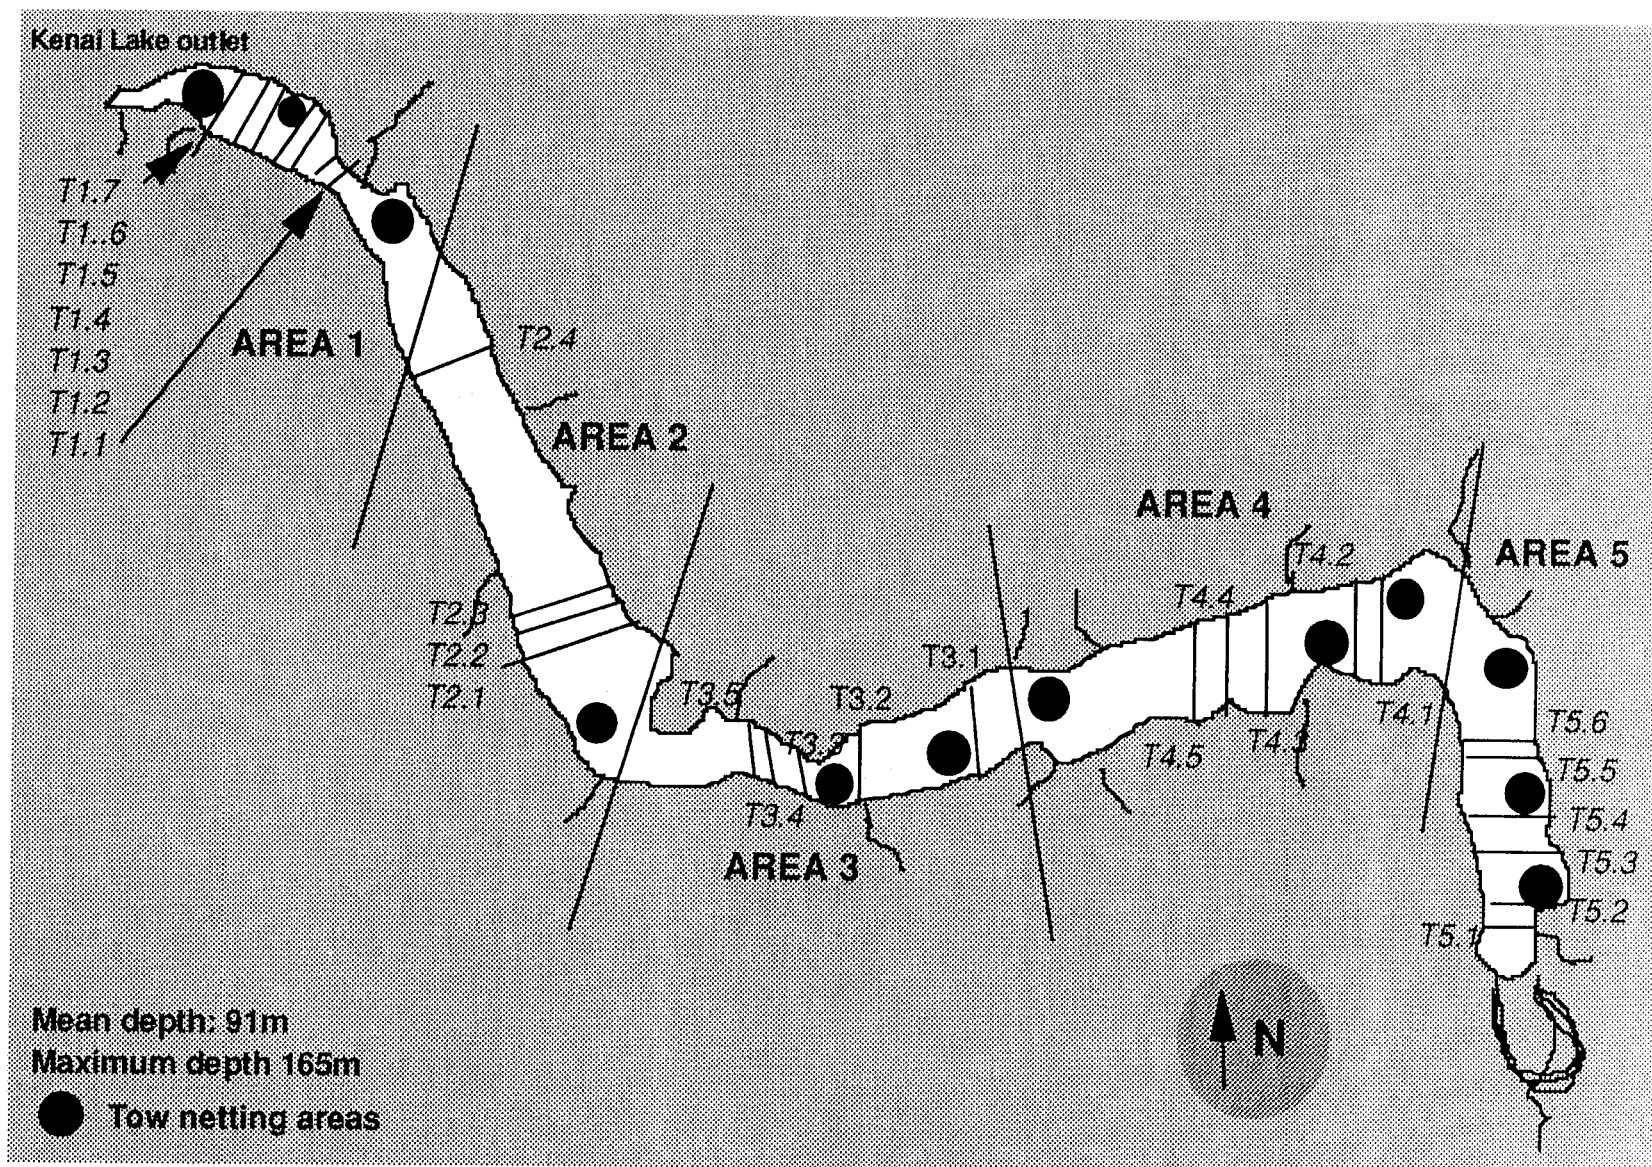 Kenai Lake outlet
T1.7
T1..6
T1.5
T1.4
T1.3
T1.2
T1.1
AREA 1
T2.4
AREA 2
T2.3
T2.2
T2.1
T3.5
T3.3
T3.2
T3.1
T3.4
AREA 3
AREA 4
T4.2
T4.4
T4.1
T4.5
T4.3
AREA 5
T5.6
T5.5
T5.4
T5.3
T5.2
T5.1
N
Mean depth: 91m
Maximum depth 165m
Tow netting areas